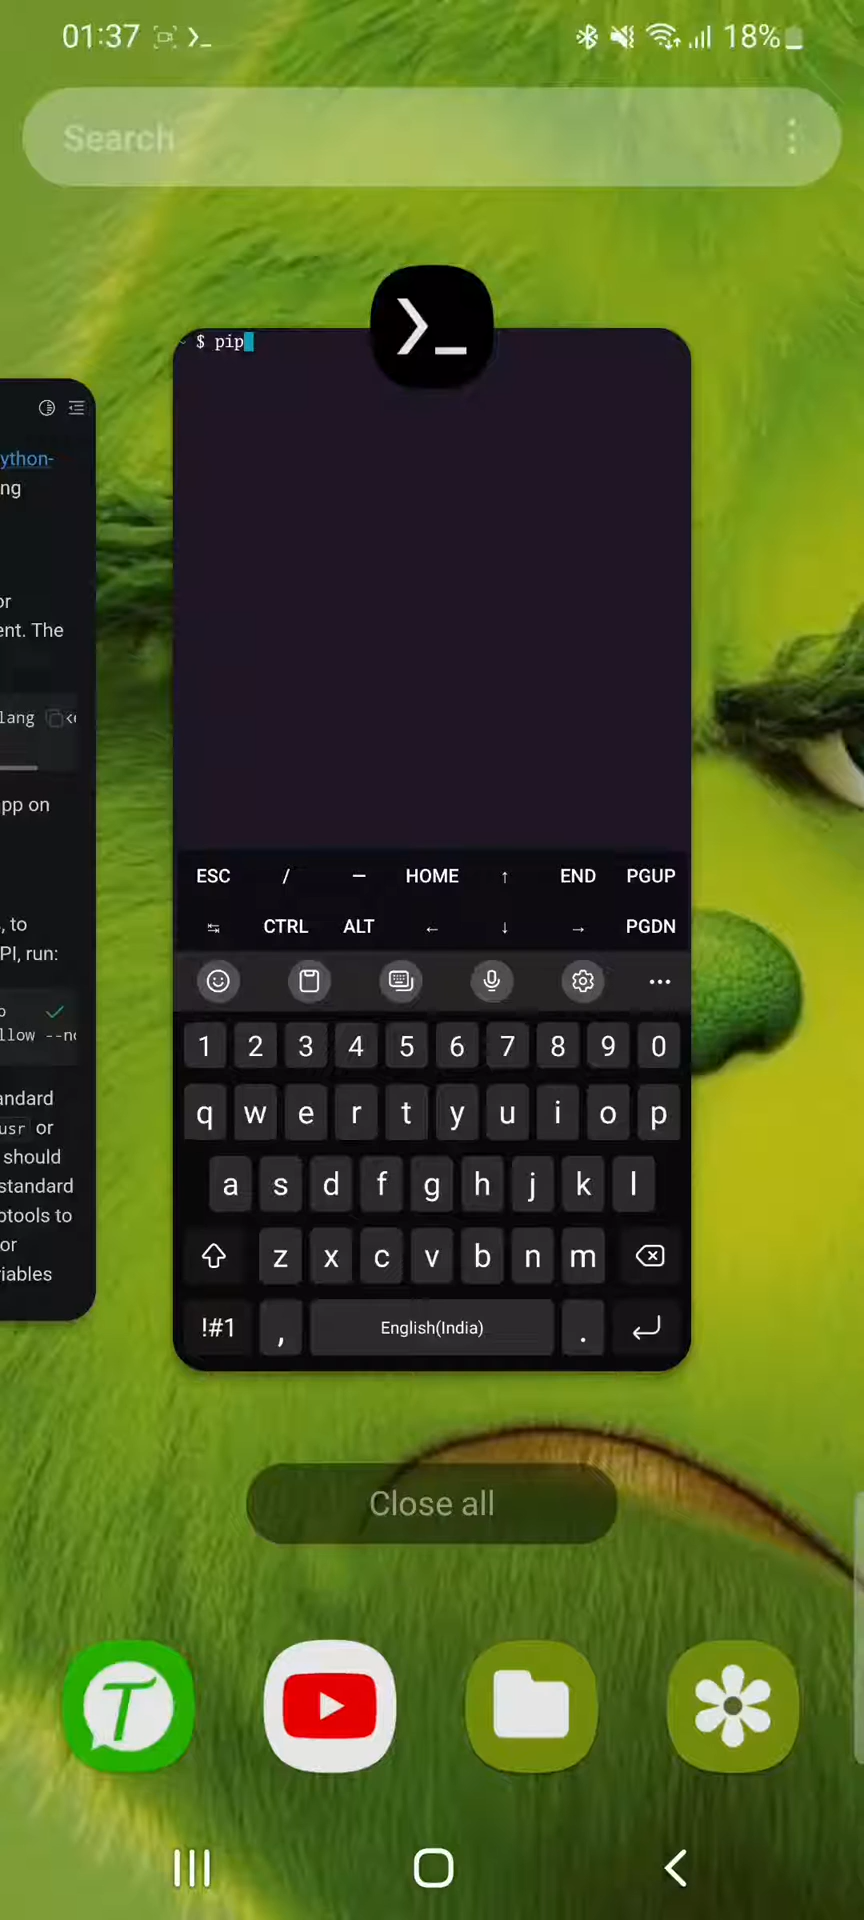 01:37
18%
Search
~ $ pip
ython-
ng
or
ent. The
lang
pp on
, to
PI, run:
o
llow --no
andard
usr or
should
standard
ptools to
or
iables
ESC / — HOME ↑ END PGUP
↹ CTRL ALT ← ↓ → PGDN
1 2 3 4 5 6 7 8 9 0
q w e r t y u i o p
a s d f g h j k l
z x c v b n m
!#1 , English(India) .
Close all
T